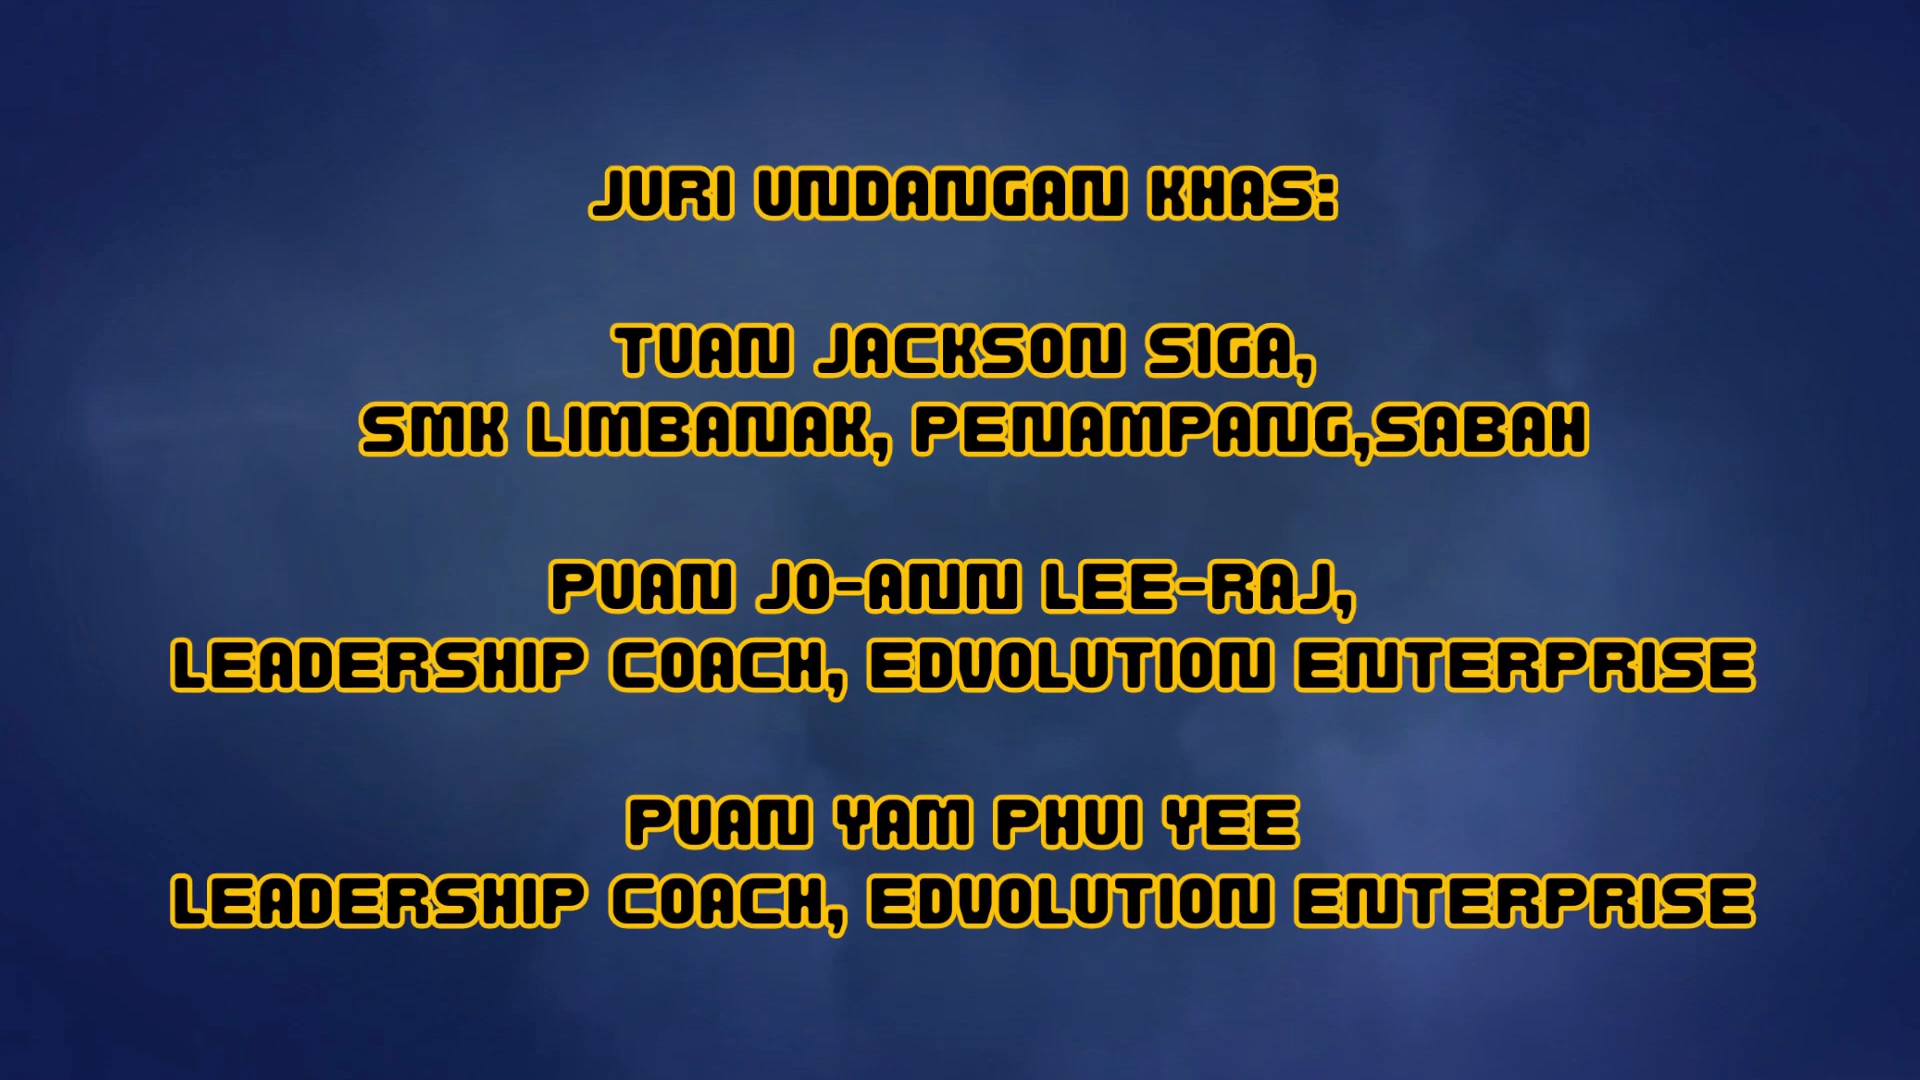 JURI UNDANGAN KHAS:
TUAN JACKSON SIGA,
SMK LIMBANAK, PENAMPANG,SABAH
PUAN JO-ANN LEE-RAJ,
LEADERSHIP COACH, EDVOLUTION ENTERPRISE
PUAN YAM PHUI YEE
LEADERSHIP COACH, EDVOLUTION ENTERPRISE